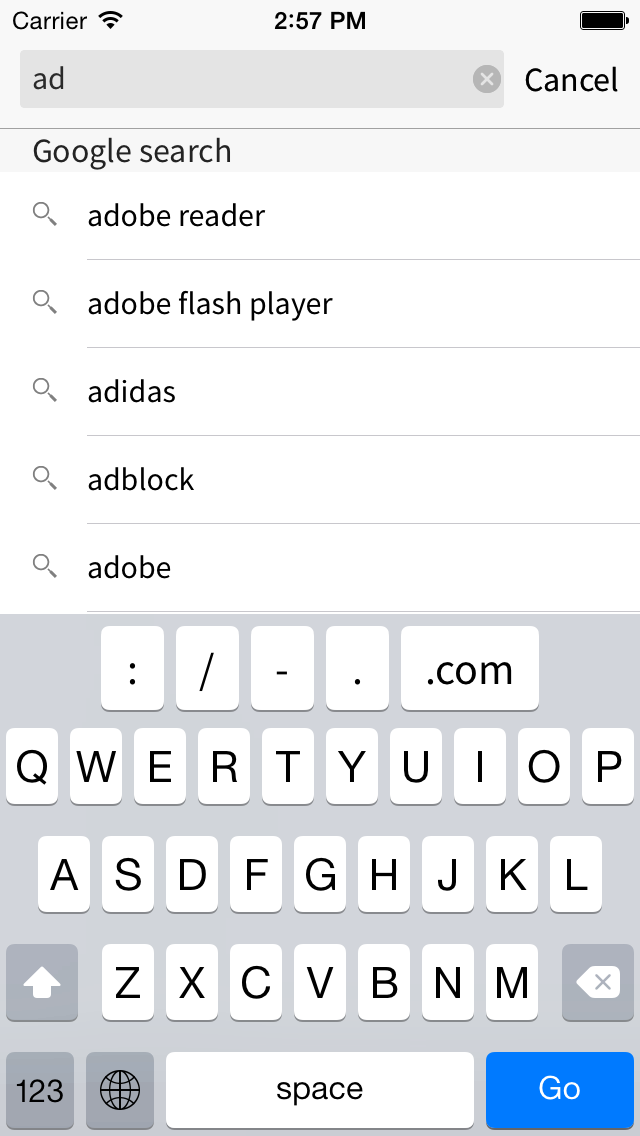 Carrier 2:57 PM
ad Cancel
Google search
adobe reader
adobe flash player
adidas
adblock
adobe
: / - . .com
Q W E R T Y U I O P
A S D F G H J K L
Z X C V B N M
123 space Go